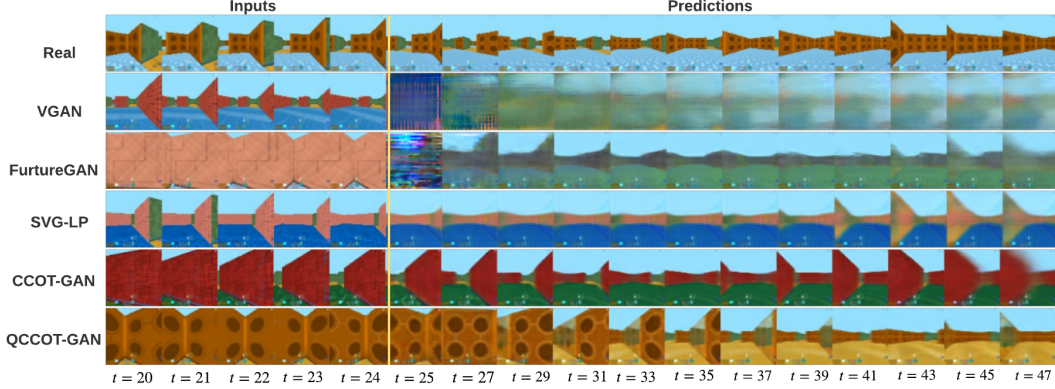 Inputs Predictions
Real
VGAN
FurtureGAN
SVG-LP
CCOT-GAN
QCCOT-GAN
t = 20 t = 21 t = 22 t = 23 t = 24 t = 25 t = 27 t = 29 t = 31 t = 33 t = 35 t = 37 t = 39 t = 41 t = 43 t = 45 t = 47